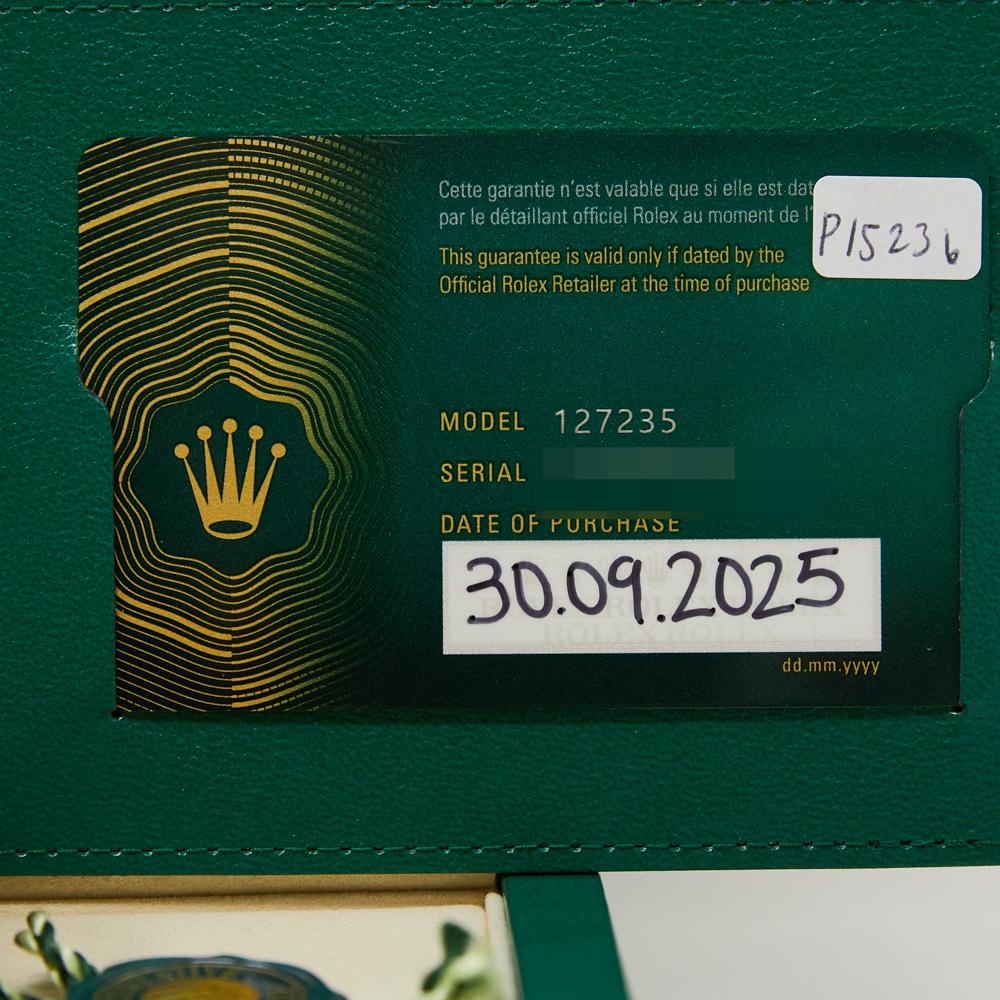 Cette garantie n'est valable que si elle est dat
par le détaillant officiel Rolex au moment de l'
P15236
This guarantee is valid only if dated by the
Official Rolex Retailer at the time of purchase
MODEL 127235
SERIAL
DATE OF PURCHASE
30.09.2025
ROLEX ROLEX
dd.mm.yyyy